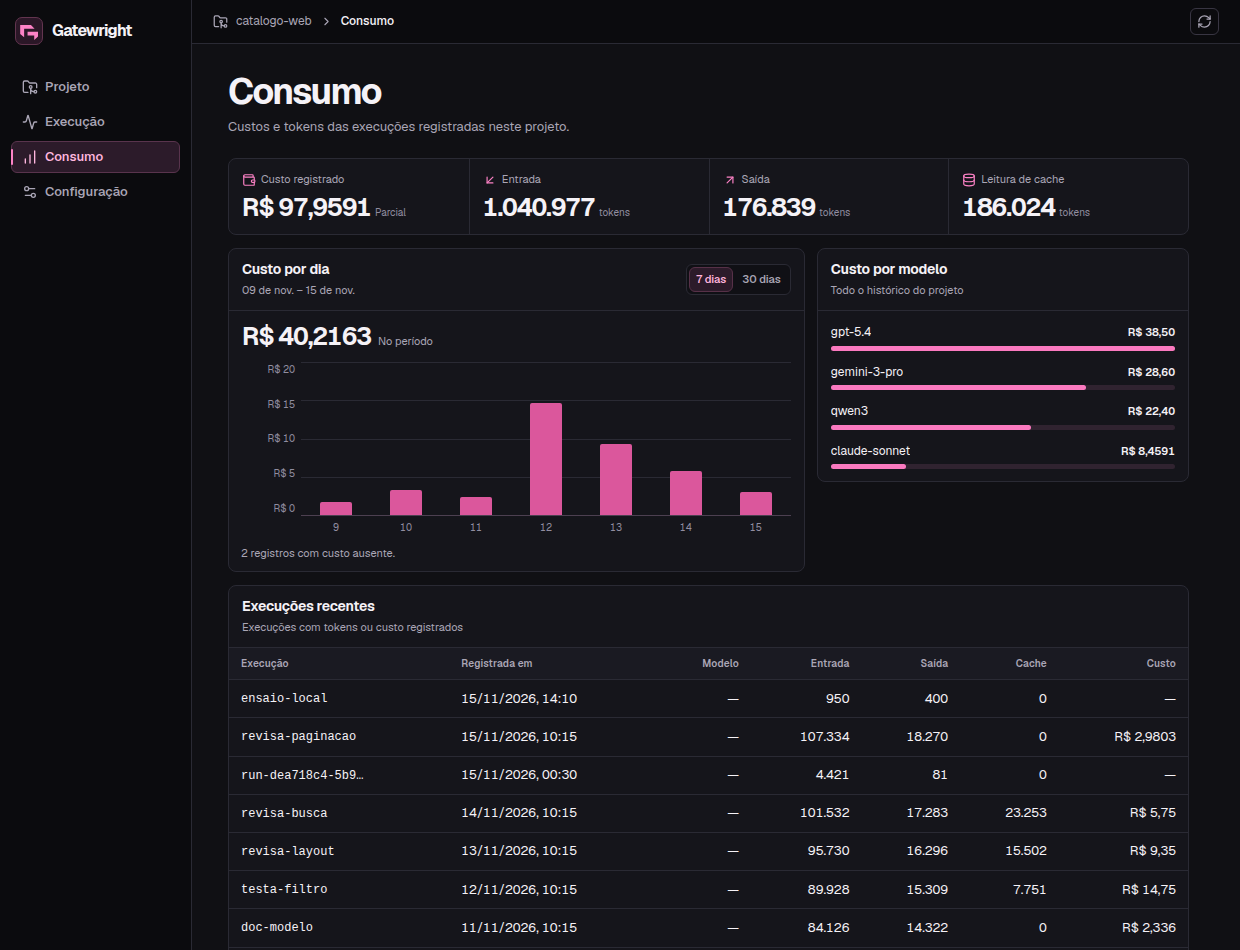 Gatewright
catalogo-web > Consumo
Projeto
Execução
Consumo
Configuração
Consumo
Custos e tokens das execuções registradas neste projeto.
Custo registrado
R$ 97,9591 Parcial
Entrada
1.040.977 tokens
Saída
176.839 tokens
Leitura de cache
186.024 tokens
Custo por dia
09 de nov. – 15 de nov.
7 dias 30 dias
R$ 40,2163 No período
R$ 20
R$ 15
R$ 10
R$ 5
R$ 0
9 10 11 12 13 14 15
2 registros com custo ausente.
Custo por modelo
Todo o histórico do projeto
gpt-5.4 R$ 38,50
gemini-3-pro R$ 28,60
qwen3 R$ 22,40
claude-sonnet R$ 8,4591
Execuções recentes
Execuções com tokens ou custo registrados
Execução Registrada em Modelo Entrada Saída Cache Custo
ensaio-local 15/11/2026, 14:10 — 950 400 0 —
revisa-paginacao 15/11/2026, 10:15 — 107.334 18.270 0 R$ 2,9803
run-dea718c4-5b9… 15/11/2026, 00:30 — 4.421 81 0 —
revisa-busca 14/11/2026, 10:15 — 101.532 17.283 23.253 R$ 5,75
revisa-layout 13/11/2026, 10:15 — 95.730 16.296 15.502 R$ 9,35
testa-filtro 12/11/2026, 10:15 — 89.928 15.309 7.751 R$ 14,75
doc-modelo 11/11/2026, 10:15 — 84.126 14.322 0 R$ 2,336